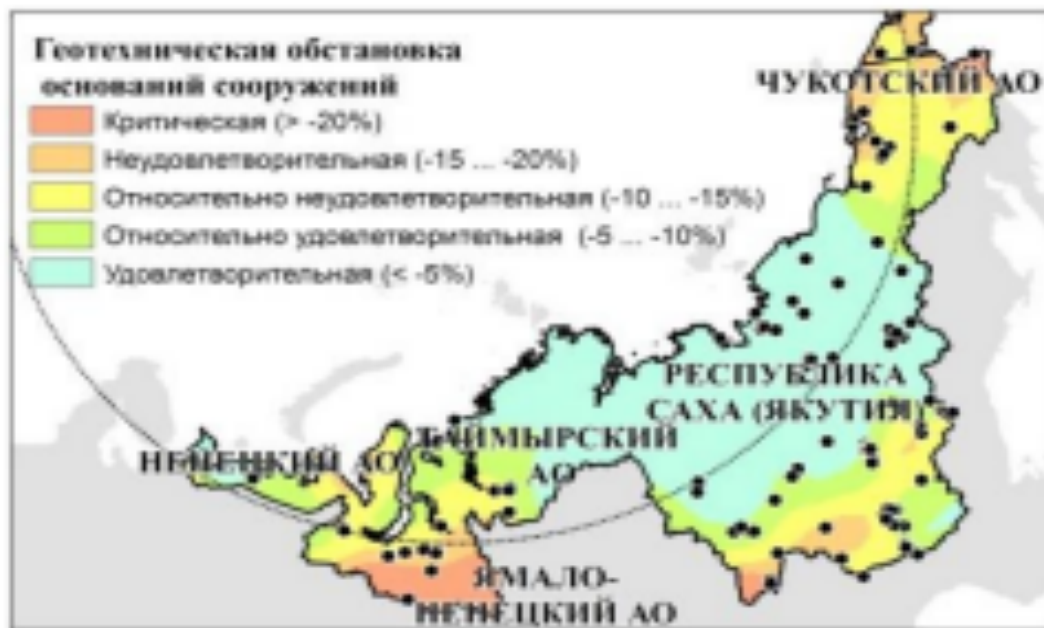 Геотехническая обстановка
оснований сооружений
Критическая (> -20%)
Неудовлетворительная (-15 ... -20%)
Относительно неудовлетворительная (-10 ... -15%)
Относительно удовлетворительная (-5 ... -10%)
Удовлетворительная (< -5%)
ЧУКОТСКИЙ АО
РЕСПУБЛИКА
САХА (ЯКУТИЯ)
ТАЙМЫРСКИЙ
АО
НЕНЕЦКИЙ АО
ЯМАЛО-
НЕНЕЦКИЙ АО